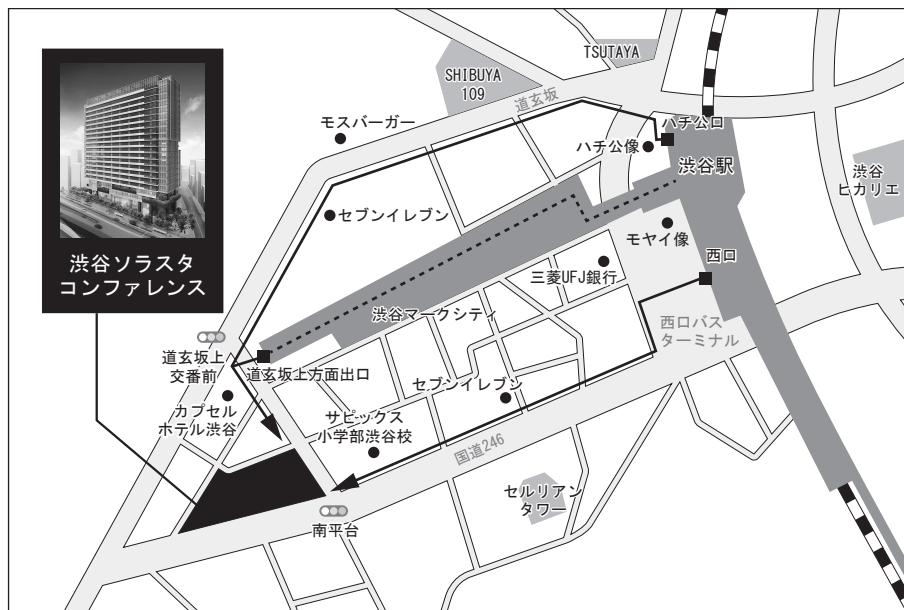 TSUTAYA
SHIBUYA
109
道玄坂
モスバーガー
ハチ公口
ハチ公像
渋谷駅
渋谷
ヒカリエ
セブンイレブン
モヤイ像
西口
三菱UFJ銀行
渋谷ソラスタ
コンファレンス
渋谷マークシティ
西口バス
ターミナル
道玄坂上
交番前
道玄坂上方面出口
セブンイレブン
カプセル
ホテル渋谷
サピックス
小学部渋谷校
国道246
セルリアン
タワー
南平台